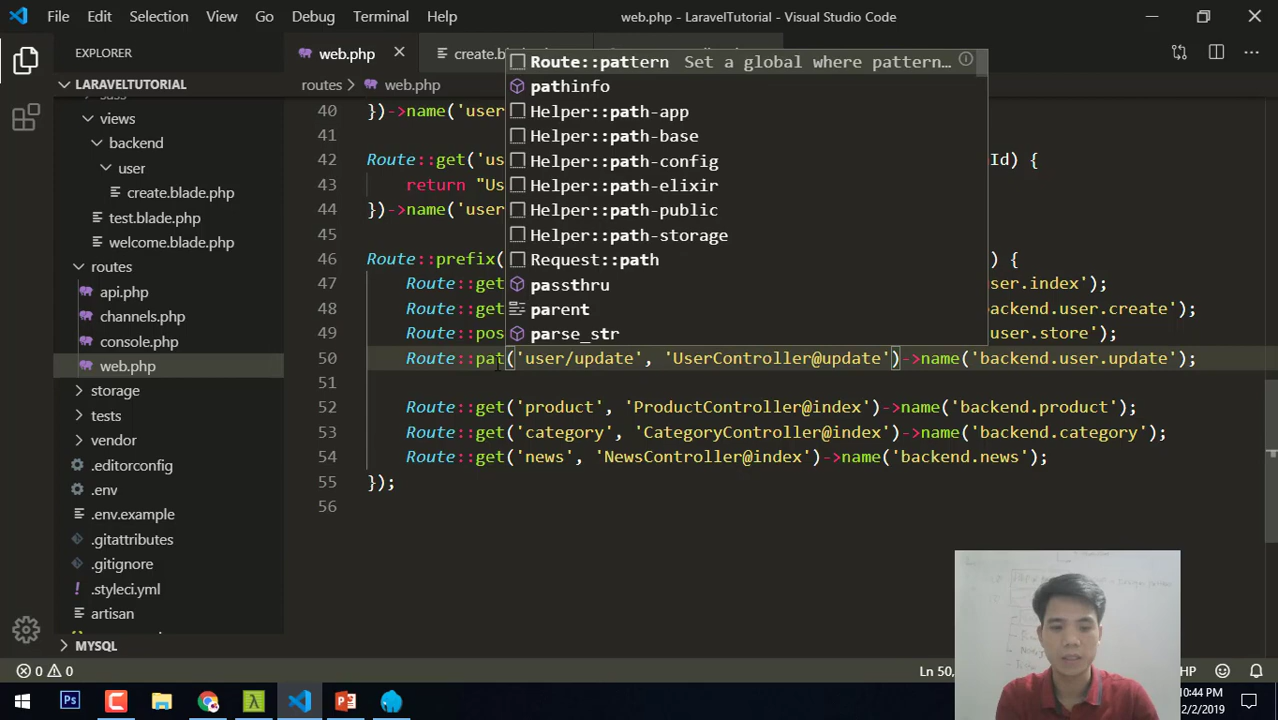 File Edit Selection View Go Debug Terminal Help web.php - LaravelTutorial - Visual Studio Code
EXPLORER
LARAVELTUTORIAL
views
backend
user
create.blade.php
test.blade.php
welcome.blade.php
routes
api.php
channels.php
console.php
web.php
storage
tests
vendor
.editorconfig
.env
.env.example
.gitattributes
.gitignore
.styleci.yml
artisan
MYSQL
web.php create.b
routes > web.php
40 })->name('user
41
42 Route::get('us Id) {
43 return "Us
44 })->name('user
45
46 Route::prefix( ) {
47 Route::get ser.index');
48 Route::get backend.user.create');
49 Route::pos user.store');
50 Route::pat('user/update', 'UserController@update')->name('backend.user.update');
51
52 Route::get('product', 'ProductController@index')->name('backend.product');
53 Route::get('category', 'CategoryController@index')->name('backend.category');
54 Route::get('news', 'NewsController@index')->name('backend.news');
55 });
56
Route::pattern Set a global where pattern…
pathinfo
Helper::path-app
Helper::path-base
Helper::path-config
Helper::path-elixir
Helper::path-public
Helper::path-storage
Request::path
passthru
parent
parse_str
0 0 Ln 50, HP
Ps
10:44 PM
2/2/2019